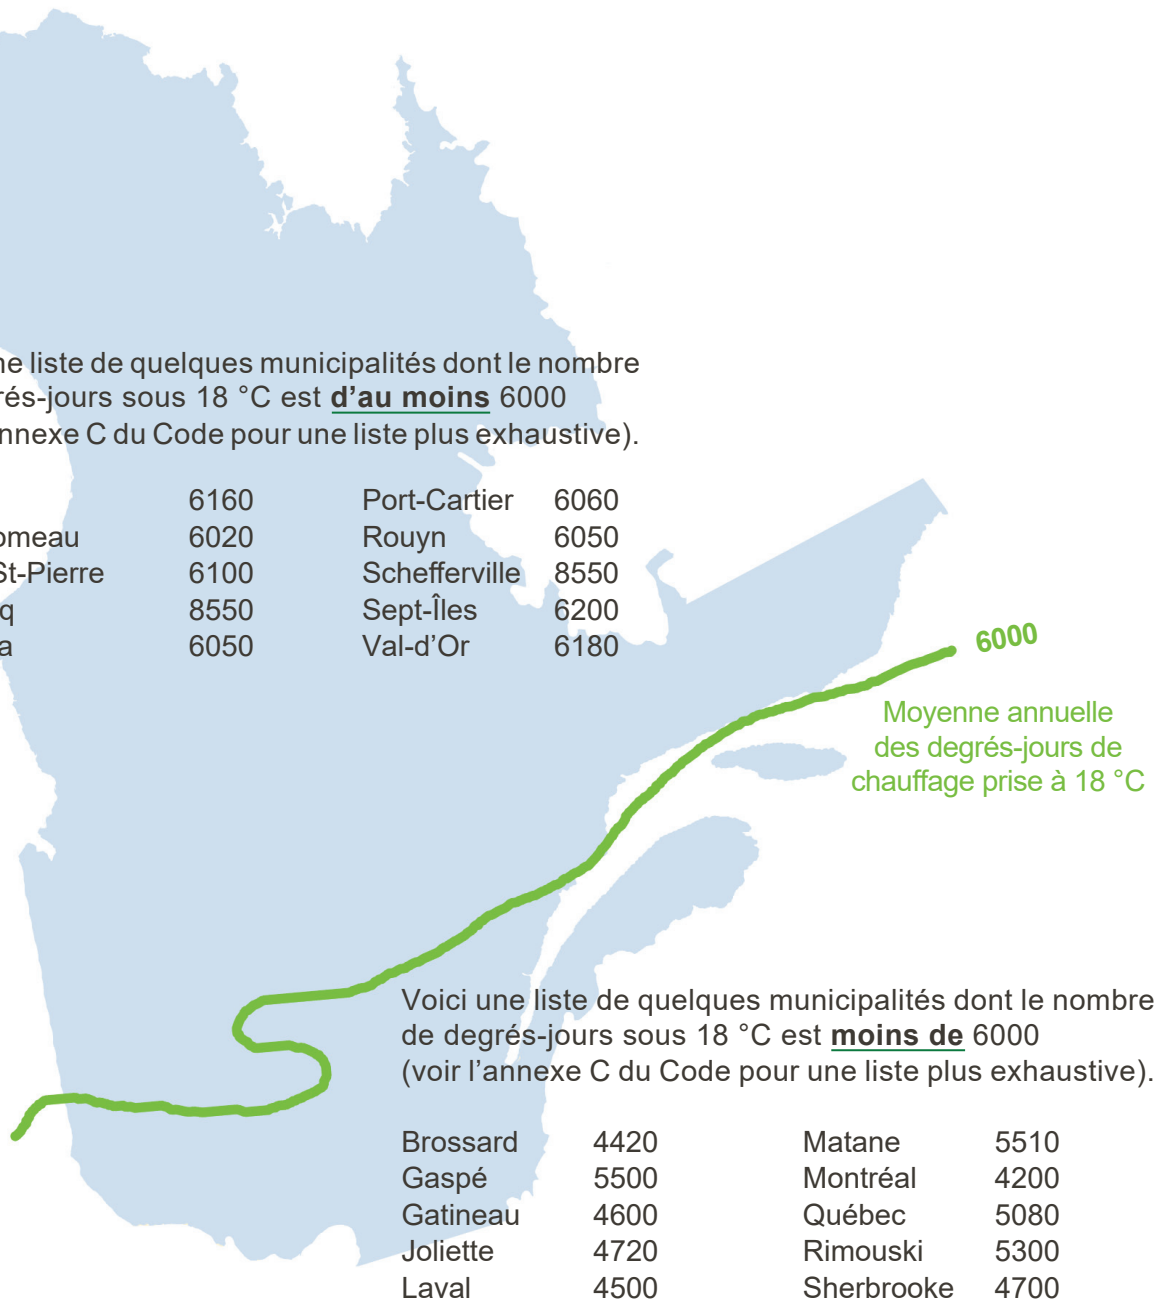 ne liste de quelques municipalités dont le nombre
rés-jours sous 18 °C est d’au moins 6000
nnexe C du Code pour une liste plus exhaustive).
6160 Port-Cartier 6060
omeau 6020 Rouyn 6050
St-Pierre 6100 Schefferville 8550
q 8550 Sept-Îles 6200
a 6050 Val-d’Or 6180
6000
Moyenne annuelle
des degrés-jours de
chauffage prise à 18 °C
Voici une liste de quelques municipalités dont le nombre
de degrés-jours sous 18 °C est moins de 6000
(voir l’annexe C du Code pour une liste plus exhaustive).
Brossard 4420 Matane 5510
Gaspé 5500 Montréal 4200
Gatineau 4600 Québec 5080
Joliette 4720 Rimouski 5300
Laval 4500 Sherbrooke 4700